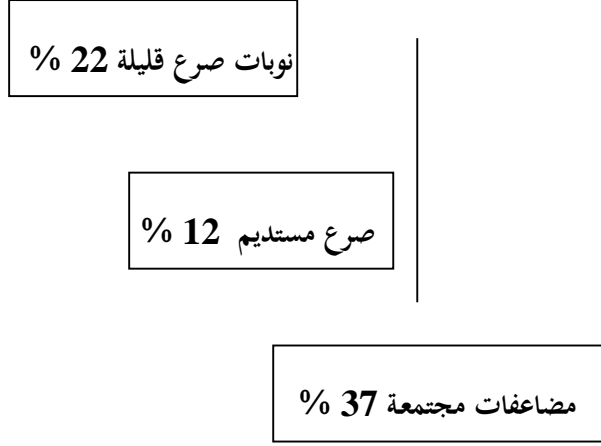 نوبات صرع قليلة 22 %
صرع مستديم 12 %
مضاعفات مجتمعة 37 %